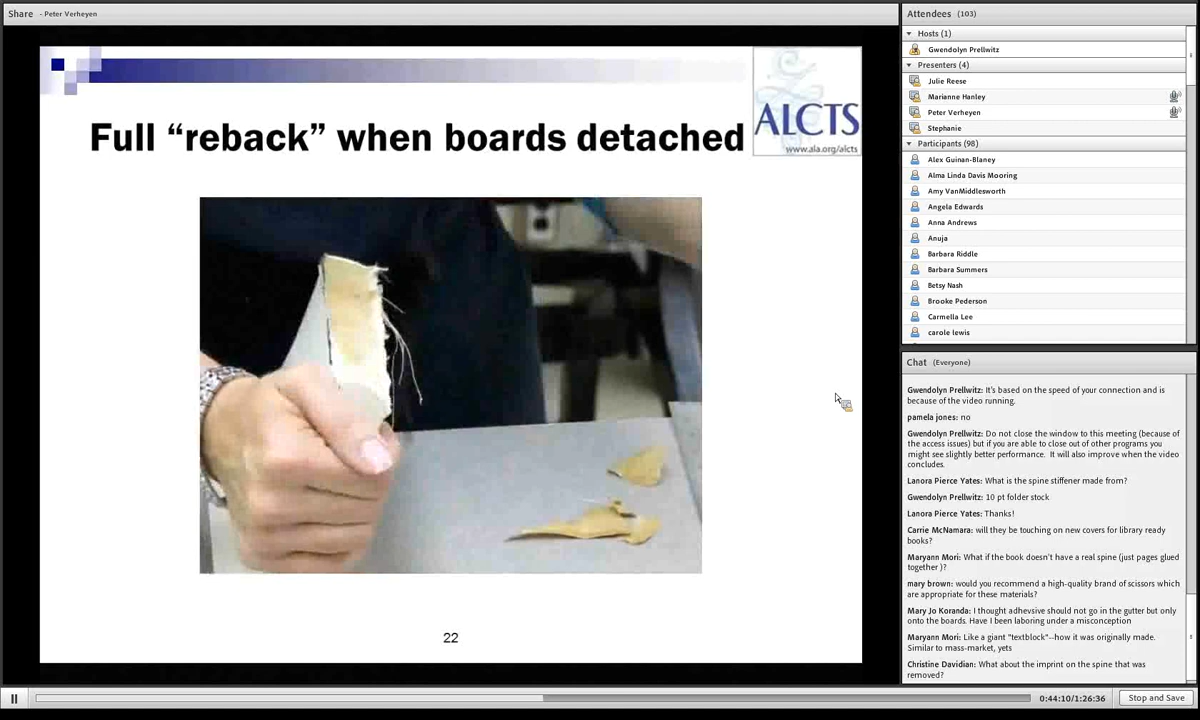 Share - Peter Verheyen
Full “reback” when boards detached
ALCTS
www.ala.org/alcts
22
Attendees (103)
Hosts (1)
Gwendolyn Prellwitz
Presenters (4)
Julie Reese
Marianne Hanley
Peter Verheyen
Stephanie
Participants (98)
Alex Guinan-Blaney
Alma Linda Davis Mooring
Amy VanMiddlesworth
Angela Edwards
Anna Andrews
Anuja
Barbara Riddle
Barbara Summers
Betsy Nash
Brooke Pederson
Carmella Lee
carole lewis
Chat (Everyone)
Gwendolyn Prellwitz: It's based on the speed of your connection and is
because of the video running.
pamela jones: no
Gwendolyn Prellwitz: Do not close the window to this meeting (because of
the access issues) but if you are able to close out of other programs you
might see slightly better performance. It will also improve when the video
concludes.
Lanora Pierce Yates: What is the spine stiffener made from?
Gwendolyn Prellwitz: 10 pt folder stock
Lanora Pierce Yates: Thanks!
Carrie McNamara: will they be touching on new covers for library ready
books?
Maryann Mori: What if the book doesn't have a real spine (just pages glued
together )?
mary brown: would you recommend a high-quality brand of scissors which
are appropriate for these materials?
Mary Jo Koranda: I thought adhevsive should not go in the gutter but only
onto the boards. Have I been laboring under a misconception
Maryann Mori: Like a giant "textblock"--how it was originally made.
Similar to mass-market, yets
Christine Davidian: What about the imprint on the spine that was
removed?
0:44:10/1:26:36
Stop and Save